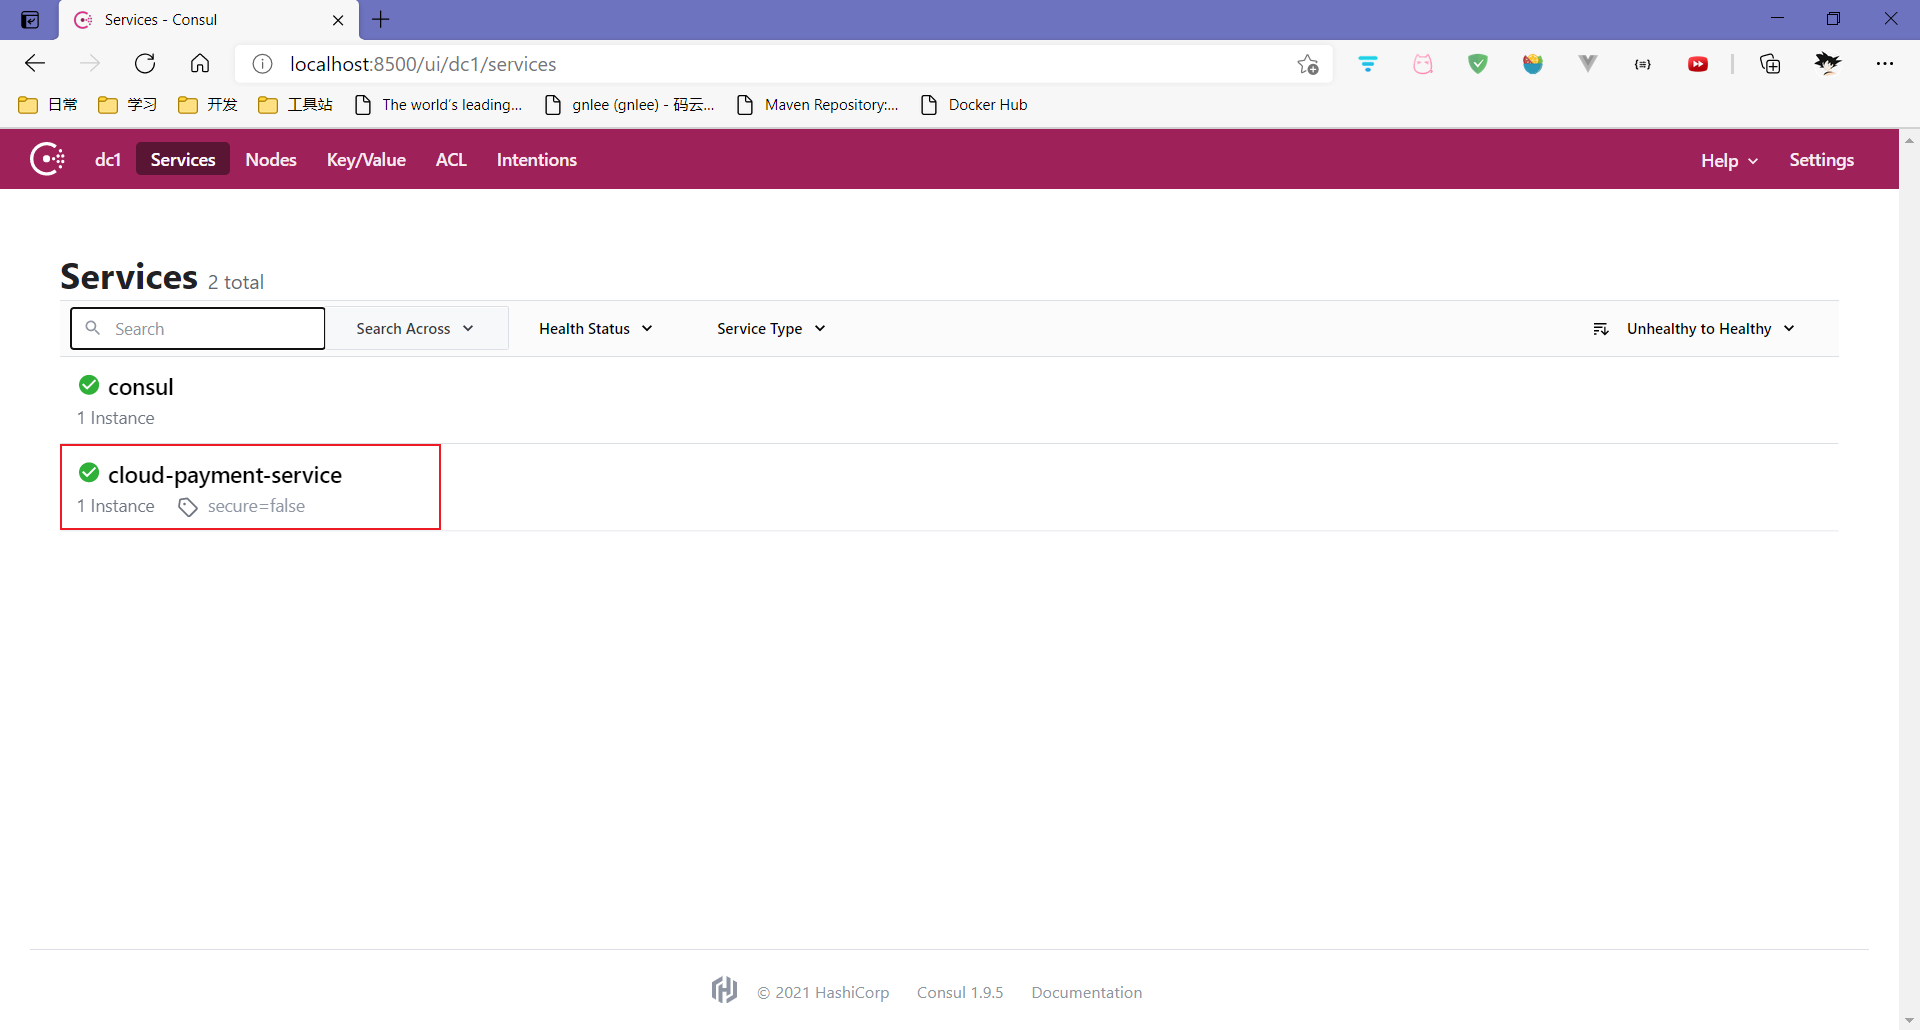 Services - Consul
localhost:8500/ui/dc1/services
日常 学习 开发 工具站 The world's leading... gnlee (gnlee) - 码云... Maven Repository:... Docker Hub
dc1 Services Nodes Key/Value ACL Intentions Help Settings
Services 2 total
Search Search Across Health Status Service Type Unhealthy to Healthy
consul
1 Instance
cloud-payment-service
1 Instance secure=false
© 2021 HashiCorp Consul 1.9.5 Documentation